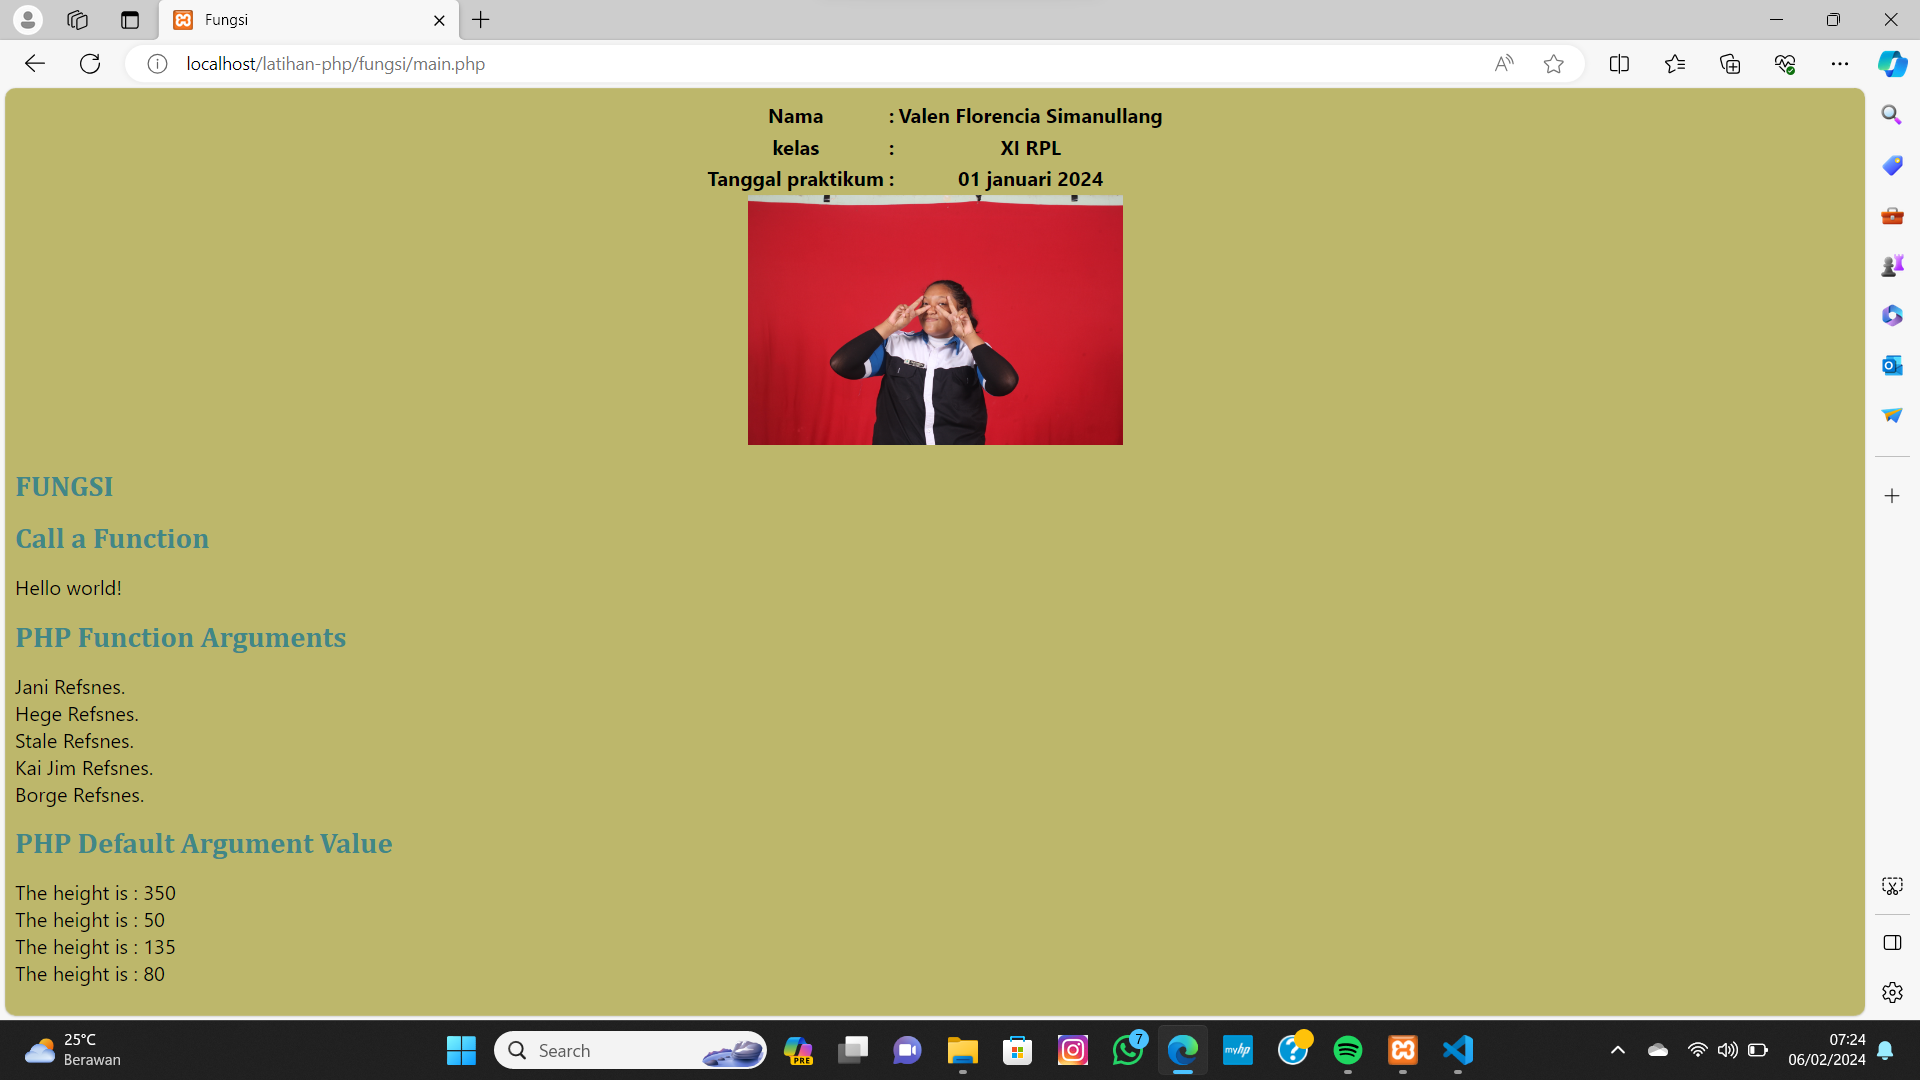 Fungsi
localhost/latihan-php/fungsi/main.php
Nama : Valen Florencia Simanullang
kelas : XI RPL
Tanggal praktikum : 01 januari 2024
FUNGSI
Call a Function
Hello world!
PHP Function Arguments
Jani Refsnes.
Hege Refsnes.
Stale Refsnes.
Kai Jim Refsnes.
Borge Refsnes.
PHP Default Argument Value
The height is : 350
The height is : 50
The height is : 135
The height is : 80
25°C
Berawan
Search
PRE
7
myhp
07:24
06/02/2024